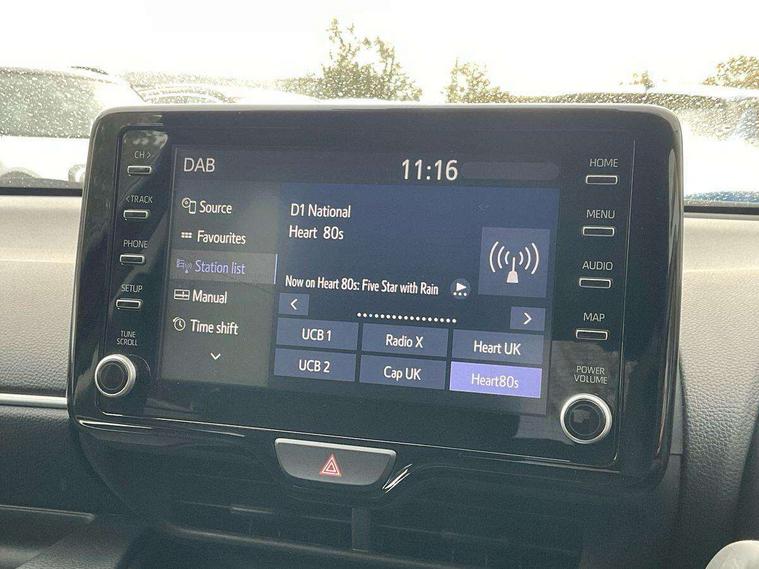 CH >
< TRACK
PHONE
SETUP
TUNE
SCROLL
DAB
11:16
Source
Favourites
Station list
Manual
Time shift
D1 National
Heart 80s
Now on Heart 80s: Five Star with Rain
UCB 1
Radio X
Heart UK
UCB 2
Cap UK
Heart80s
HOME
MENU
AUDIO
MAP
POWER
VOLUME